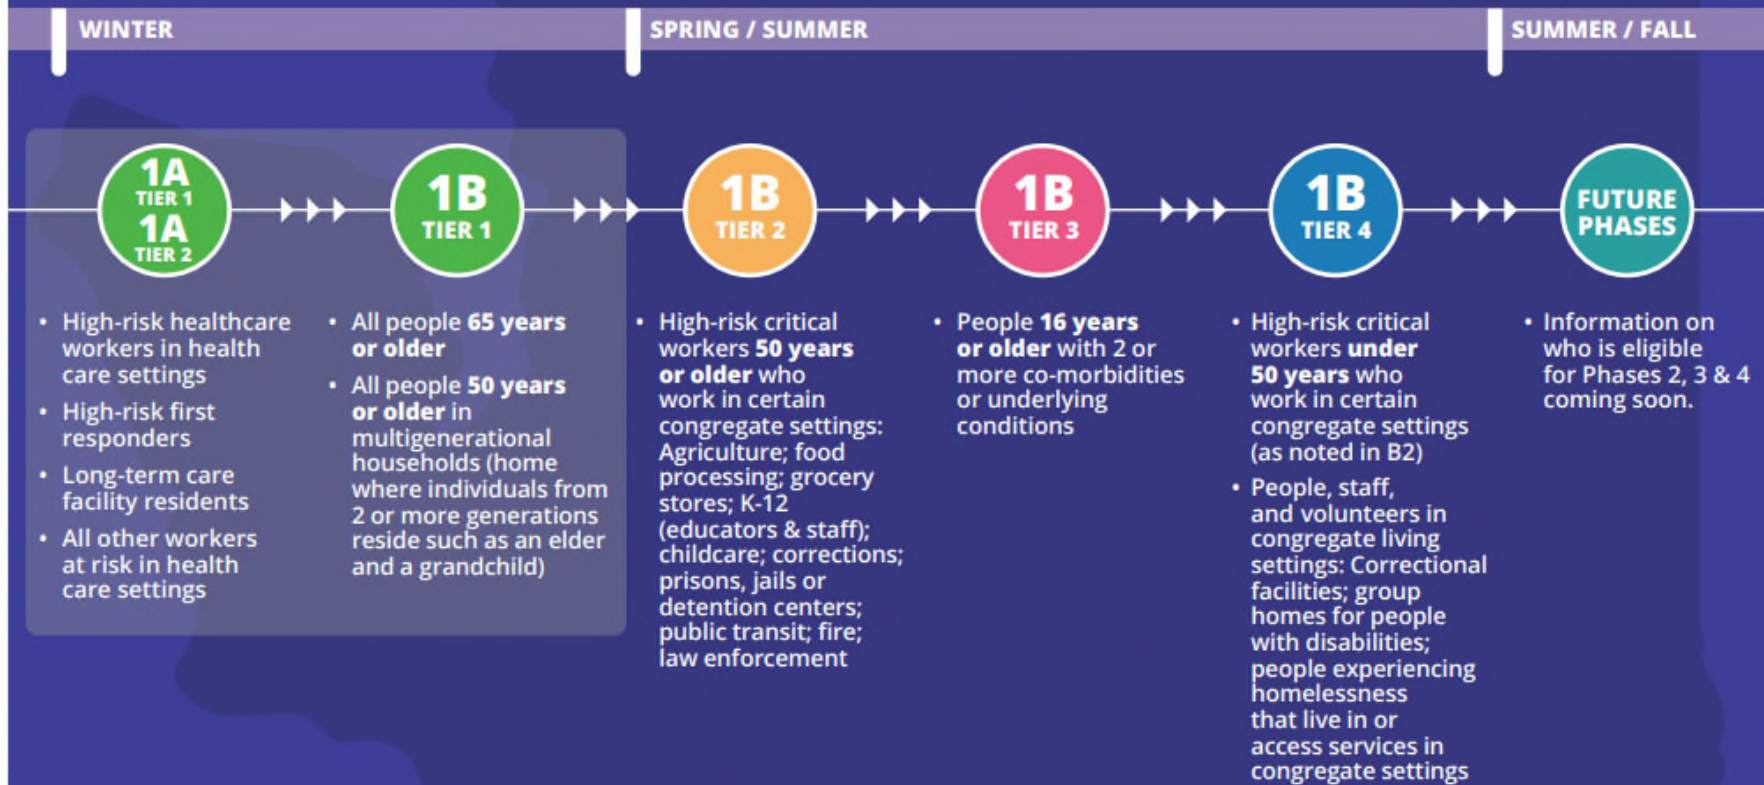 WINTER
SPRING / SUMMER
SUMMER / FALL
1A
TIER 1
1A
TIER 2
1B
TIER 1
1B
TIER 2
1B
TIER 3
1B
TIER 4
FUTURE
PHASES
• High-risk healthcare
workers in health
care settings
• High-risk first
responders
• Long-term care
facility residents
• All other workers
at risk in health
care settings
• All people 65 years
or older
• All people 50 years
or older in
multigenerational
households (home
where individuals from
2 or more generations
reside such as an elder
and a grandchild)
• High-risk critical
workers 50 years
or older who
work in certain
congregate settings:
Agriculture; food
processing; grocery
stores; K-12
(educators & staff);
childcare; corrections;
prisons, jails or
detention centers;
public transit; fire;
law enforcement
• People 16 years
or older with 2 or
more co-morbidities
or underlying
conditions
• High-risk critical
workers under
50 years who
work in certain
congregate settings
(as noted in B2)
• People, staff,
and volunteers in
congregate living
settings: Correctional
facilities; group
homes for people
with disabilities;
people experiencing
homelessness
that live in or
access services in
congregate settings
• Information on
who is eligible
for Phases 2, 3 & 4
coming soon.